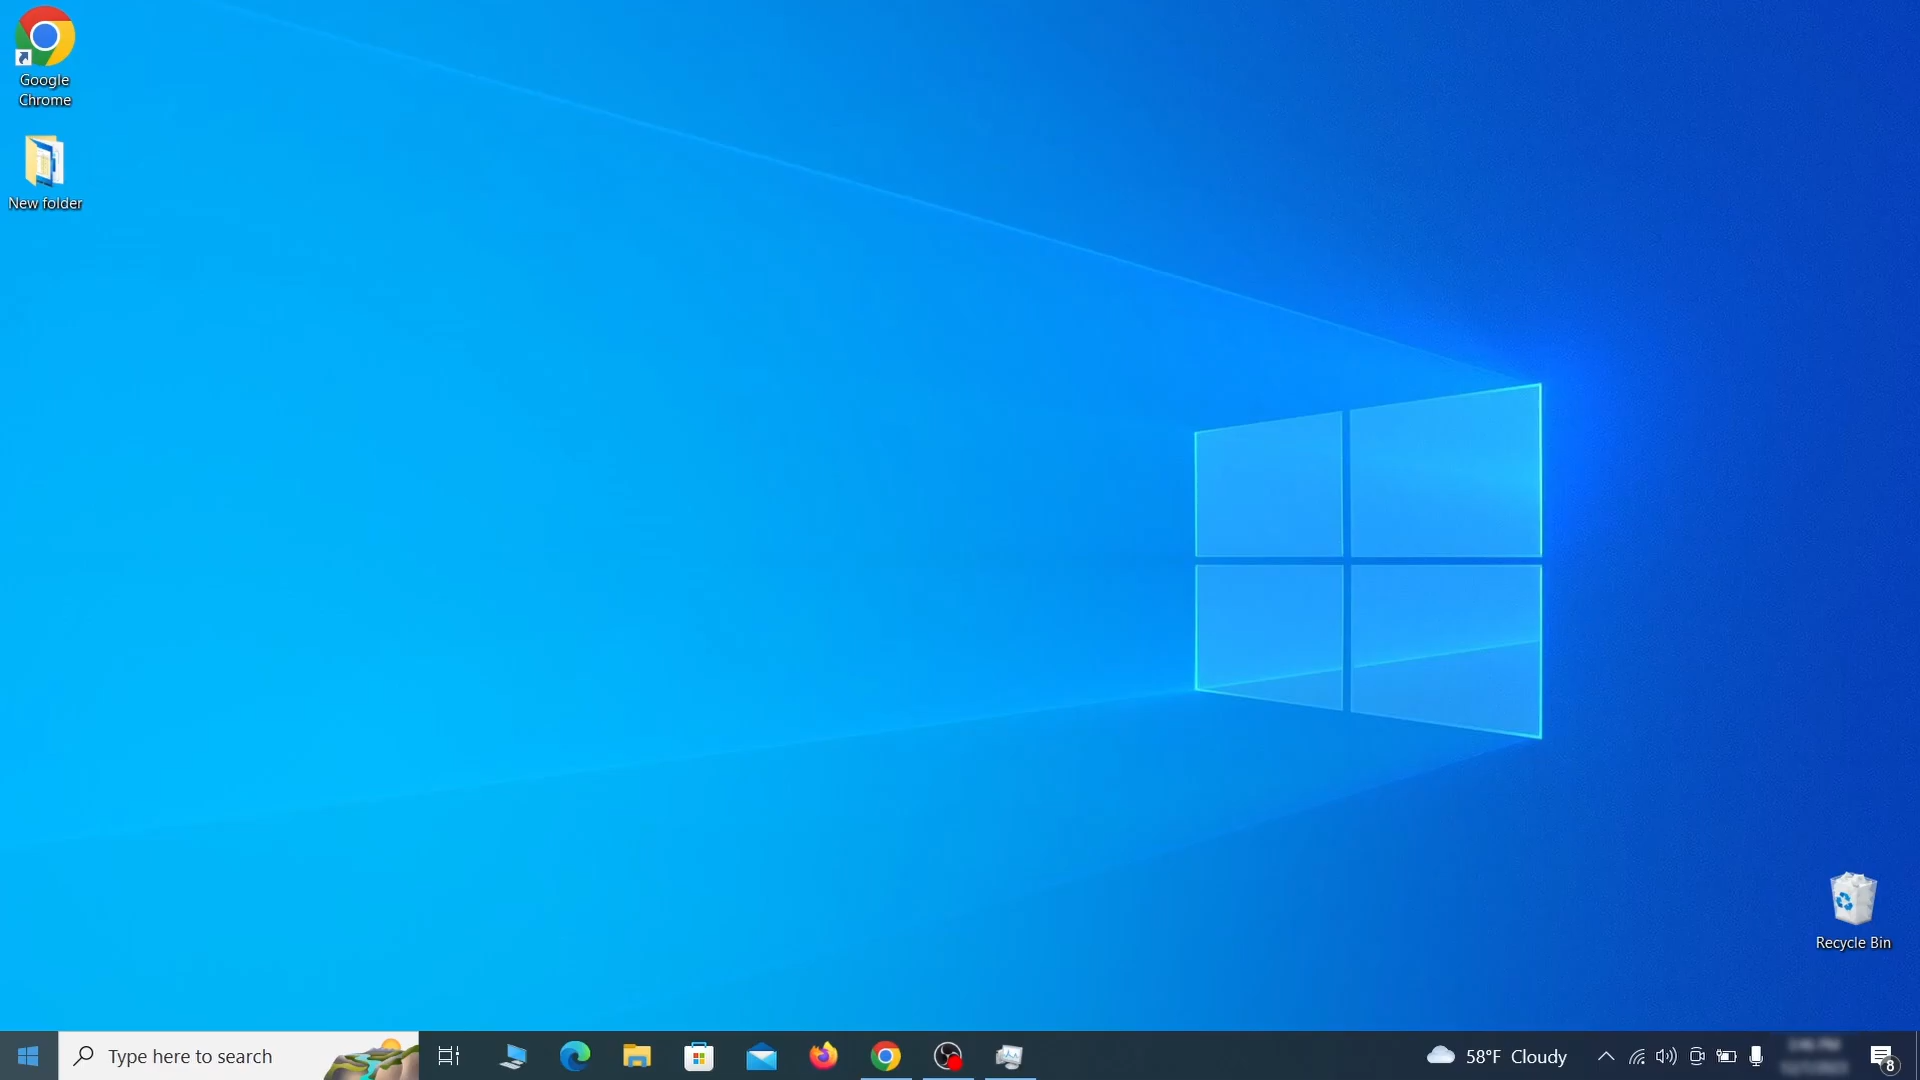 Google
Chrome
New folder
Recycle Bin
Type here to search
58°F Cloudy
8